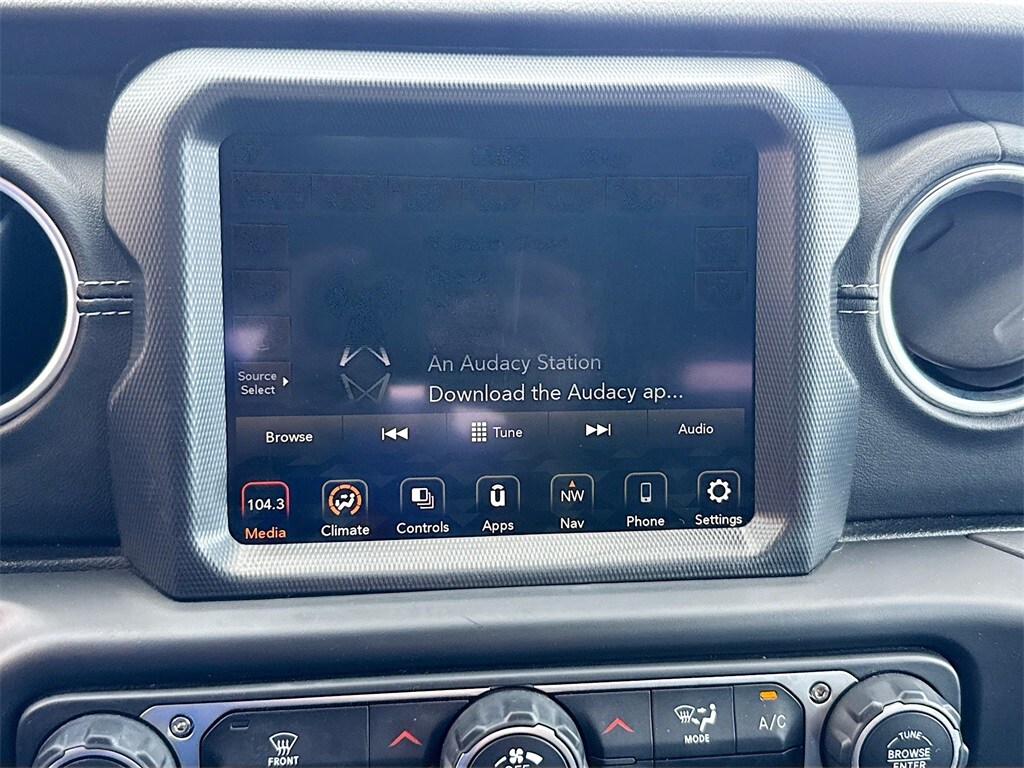 An Audacy Station
Source
Select
Download the Audacy ap...
Browse
Tune
Audio
104.3
NW
Media
Climate
Controls
Apps
Nav
Phone
Settings
FRONT
MODE
A/C
OFF
TUNE
BROWSE
ENTER